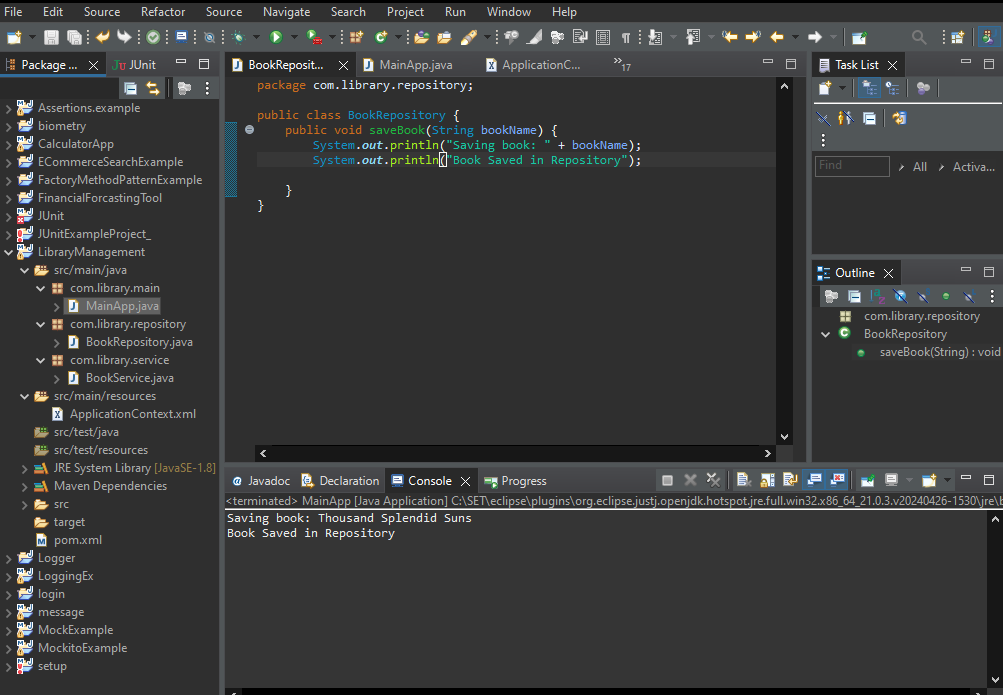 File Edit Source Refactor Source Navigate Search Project Run Window Help
Package ... JUnit
Assertions.example
biometry
CalculatorApp
ECommerceSearchExample
FactoryMethodPatternExample
FinancialForcastingTool
JUnit
JUnitExampleProject_
LibraryManagement
src/main/java
com.library.main
MainApp.java
com.library.repository
BookRepository.java
com.library.service
BookService.java
src/main/resources
ApplicationContext.xml
src/test/java
src/test/resources
JRE System Library [JavaSE-1.8]
Maven Dependencies
src
target
pom.xml
Logger
LoggingEx
login
message
MockExample
MockitoExample
setup
BookReposit... MainApp.java ApplicationC... »17
package com.library.repository;
public class BookRepository {
public void saveBook(String bookName) {
System.out.println("Saving book: " + bookName);
System.out.println("Book Saved in Repository");
}
}
Task List
Find All Activa...
Outline
com.library.repository
BookRepository
saveBook(String) : void
Javadoc Declaration Console Progress
<terminated> MainApp [Java Application] C:\SET\eclipse\plugins\org.eclipse.justj.openjdk.hotspot.jre.full.win32.x86_64_21.0.3.v20240426-1530\jre\b
Saving book: Thousand Splendid Suns
Book Saved in Repository